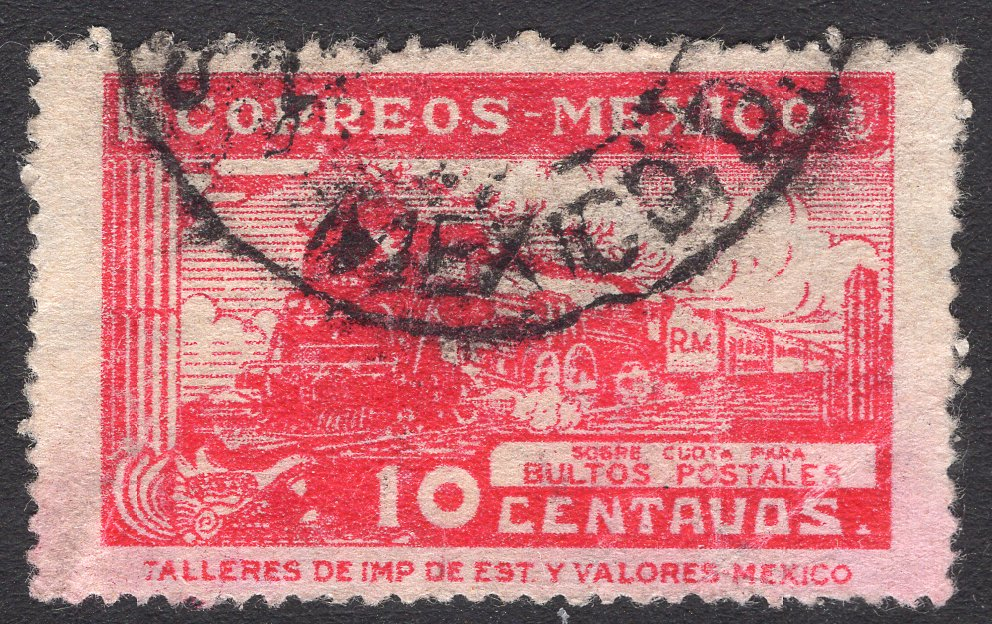 CORREOS - MEXICO
MEXICO, D.
RM
SOBRE CUOTA PARA
BULTOS POSTALES
10 CENTAVOS.
TALLERES DE IMP DE EST. Y VALORES-MEXICO